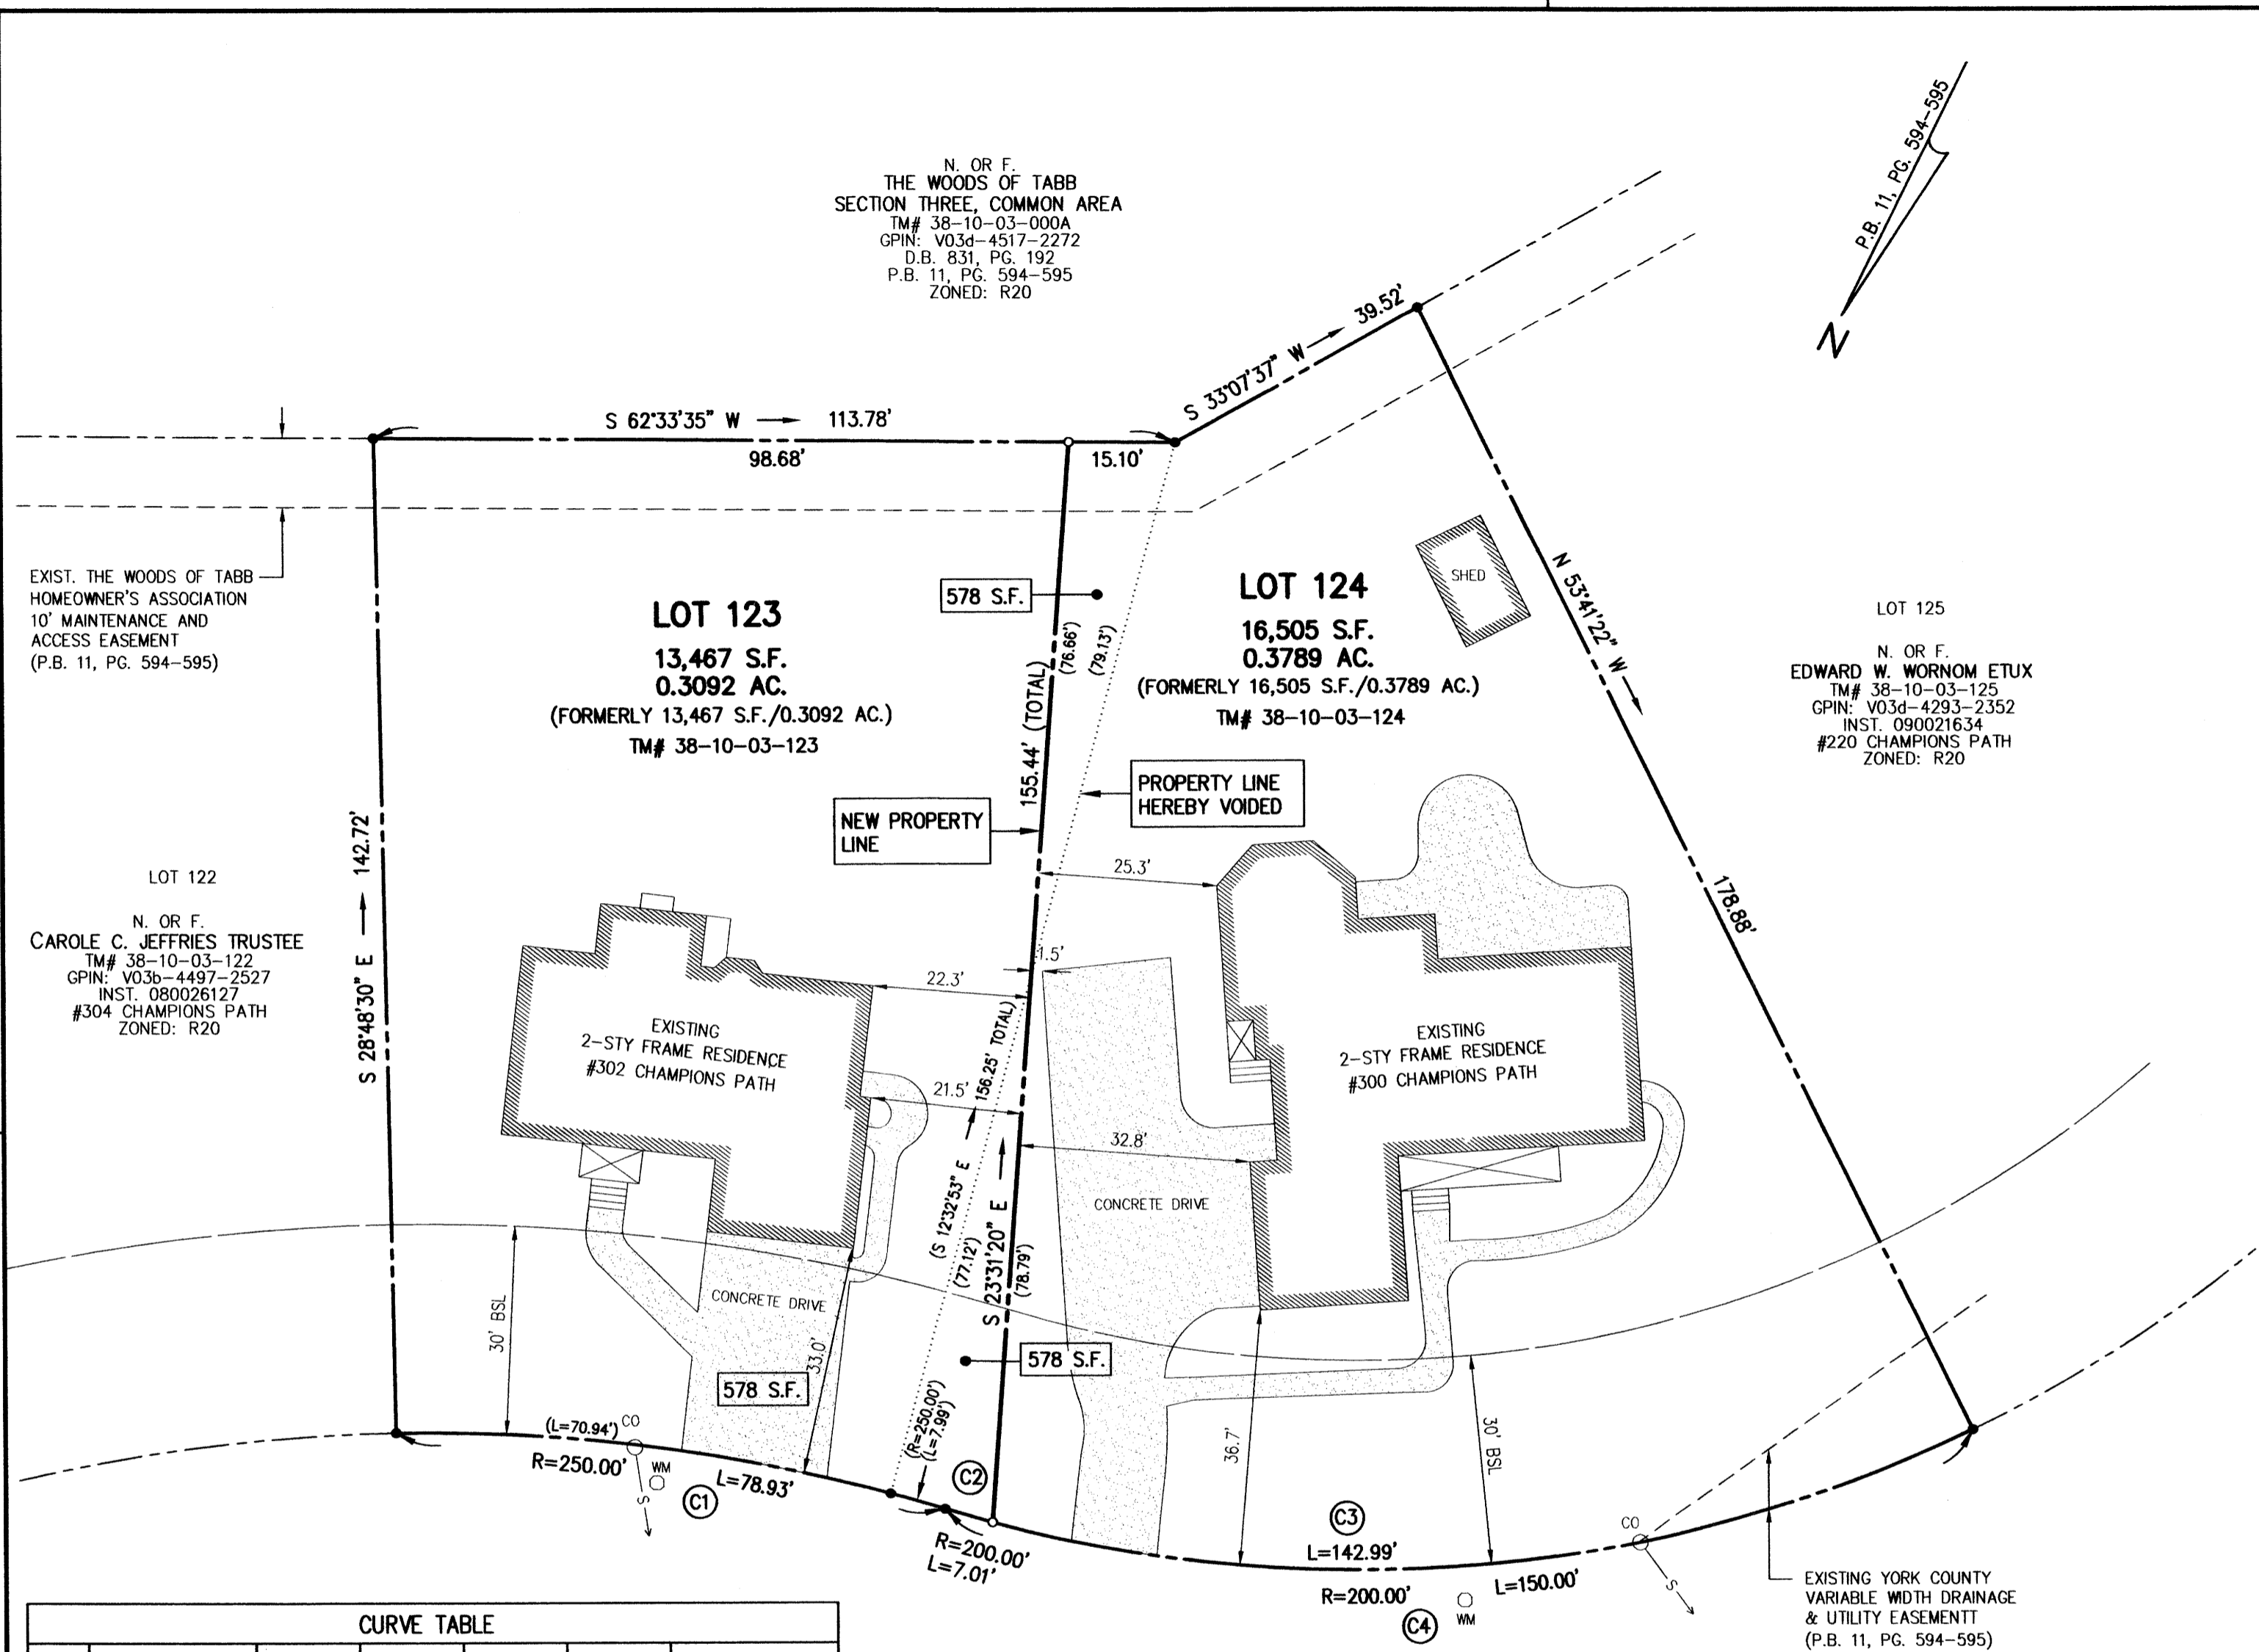 P.B. 11, PG. 594-595
N
N. OR F.
THE WOODS OF TABB
SECTION THREE, COMMON AREA
TM# 38-10-03-000A
GPIN: V03d-4517-2272
D.B. 831, PG. 192
P.B. 11, PG. 594-595
ZONED: R20
S 33°07'37" W 39.52'
S 62°33'35" W 113.78'
98.68'
15.10'
EXIST. THE WOODS OF TABB
HOMEOWNER'S ASSOCIATION
10' MAINTENANCE AND
ACCESS EASEMENT
(P.B. 11, PG. 594-595)
LOT 123
13,467 S.F.
0.3092 AC.
(FORMERLY 13,467 S.F./0.3092 AC.)
TM# 38-10-03-123
578 S.F.
LOT 124
16,505 S.F.
0.3789 AC.
(FORMERLY 16,505 S.F./0.3789 AC.)
TM# 38-10-03-124
SHED
N 53°41'22" W
178.88'
LOT 125
N. OR F.
EDWARD W. WORNOM ETUX
TM# 38-10-03-125
GPIN: V03d-4293-2352
INST. 090021634
#220 CHAMPIONS PATH
ZONED: R20
(76.66')
(79.13')
155.44' (TOTAL)
PROPERTY LINE
HEREBY VOIDED
NEW PROPERTY
LINE
S 28°48'30" E 142.72'
LOT 122
N. OR F.
CAROLE C. JEFFRIES TRUSTEE
TM# 38-10-03-122
GPIN: V03b-4497-2527
INST. 080026127
#304 CHAMPIONS PATH
ZONED: R20
25.3'
1.5'
22.3'
21.5'
32.8'
EXISTING
2-STY FRAME RESIDENCE
#302 CHAMPIONS PATH
EXISTING
2-STY FRAME RESIDENCE
#300 CHAMPIONS PATH
(S 12°32'53" E 156.25' TOTAL)
(77.12')
S 23°31'20" E
(78.79')
CONCRETE DRIVE
CONCRETE DRIVE
30' BSL
33.0'
578 S.F.
578 S.F.
(R=250.00')
(L=7.99')
36.7'
30' BSL
(L=70.94')
CO
R=250.00'
WM
L=78.93'
S
C1
C2
R=200.00'
L=7.01'
C3
L=142.99'
R=200.00'
L=150.00'
WM
C4
CO
S
EXISTING YORK COUNTY
VARIABLE WIDTH DRAINAGE
& UTILITY EASEMENTT
(P.B. 11, PG. 594-595)
CURVE TABLE